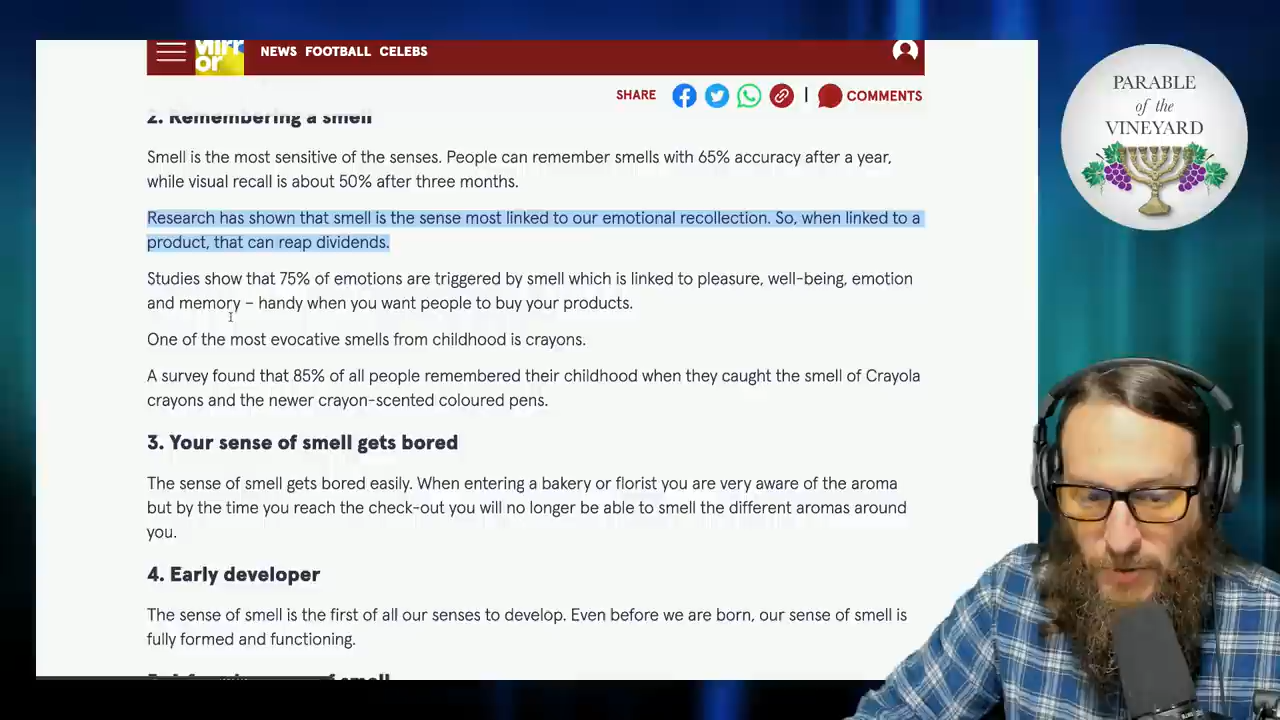 Mirr
or
NEWS FOOTBALL CELEBS
SHARE | COMMENTS
2. Remembering a smell
Smell is the most sensitive of the senses. People can remember smells with 65% accuracy after a year,
while visual recall is about 50% after three months.
Research has shown that smell is the sense most linked to our emotional recollection. So, when linked to a
product, that can reap dividends.
Studies show that 75% of emotions are triggered by smell which is linked to pleasure, well-being, emotion
and memory – handy when you want people to buy your products.
One of the most evocative smells from childhood is crayons.
A survey found that 85% of all people remembered their childhood when they caught the smell of Crayola
crayons and the newer crayon-scented coloured pens.
3. Your sense of smell gets bored
The sense of smell gets bored easily. When entering a bakery or florist you are very aware of the aroma
but by the time you reach the check-out you will no longer be able to smell the different aromas around
you.
4. Early developer
The sense of smell is the first of all our senses to develop. Even before we are born, our sense of smell is
fully formed and functioning.
of smell
PARABLE
of the
VINEYARD